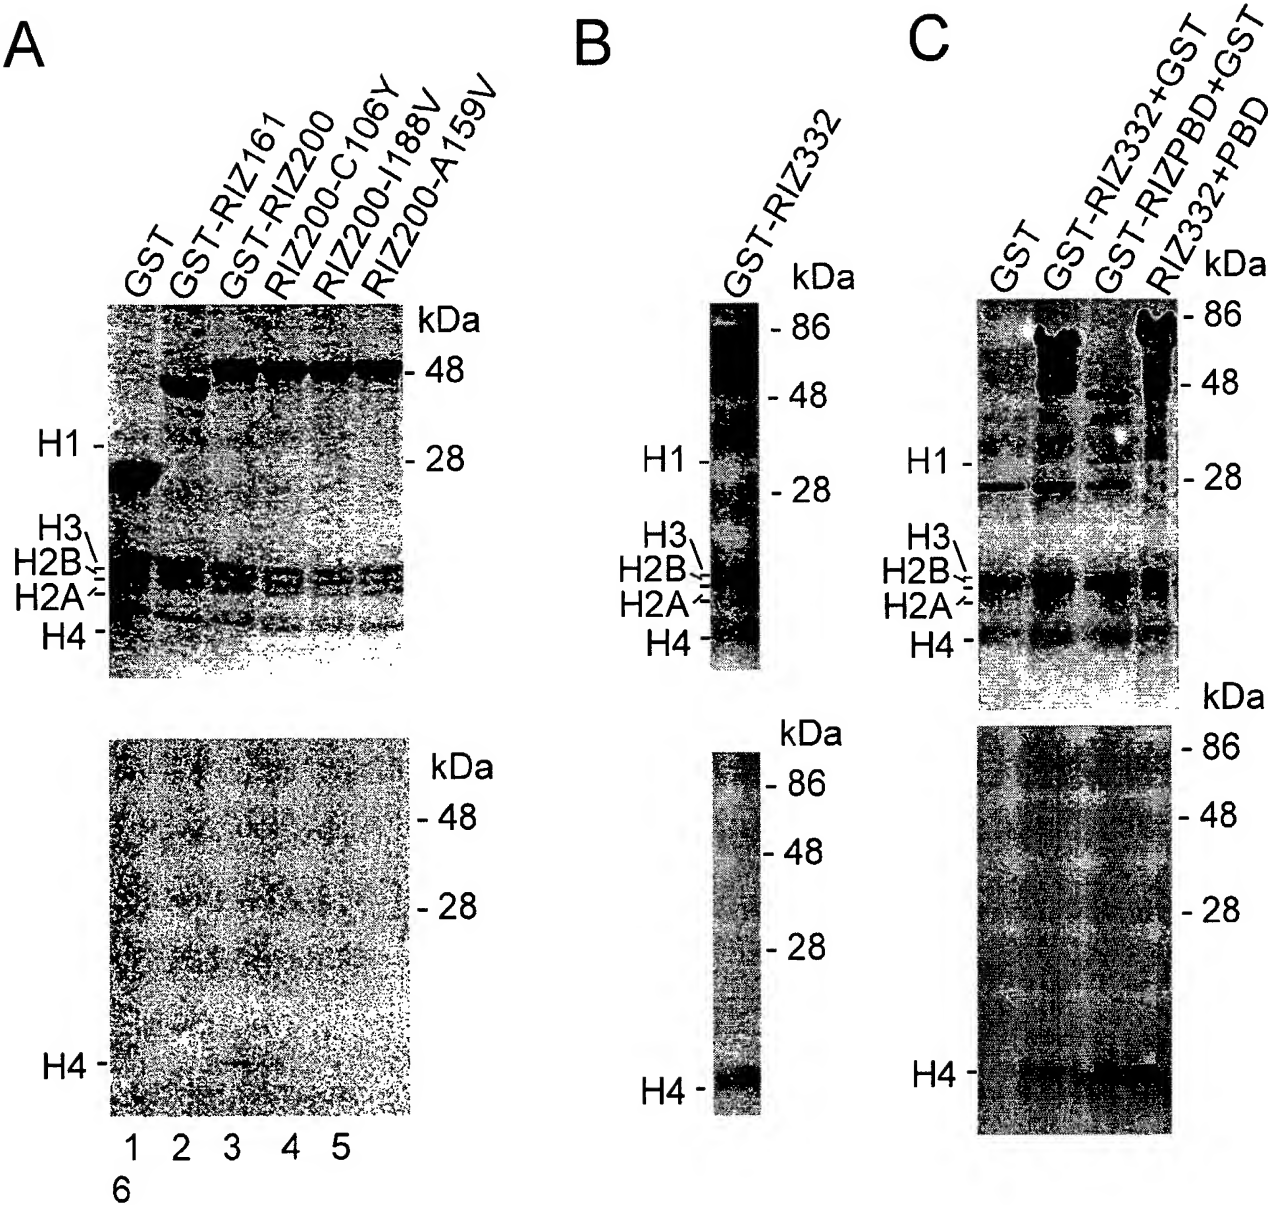 A
B
C
GST
GST-RIZ161
GST-RIZ200
RIZ200-C106Y
RIZ200-I188V
RIZ200-A159V
kDa
- 48
- 28
H1 -
H3
H2B
H2A
H4 -
kDa
- 48
- 28
H4 -
1 2 3 4 5
6
GST-RIZ332
kDa
- 86
- 48
- 28
H1 -
H3
H2B
H2A
H4 -
kDa
- 86
- 48
- 28
H4 -
GST
GST-RIZ332+GST
GST-RIZPBD+GST
RIZ332+PBD
kDa
- 86
- 48
- 28
H1 -
H3
H2B
H2A
H4 -
kDa
- 86
- 48
- 28
H4 -